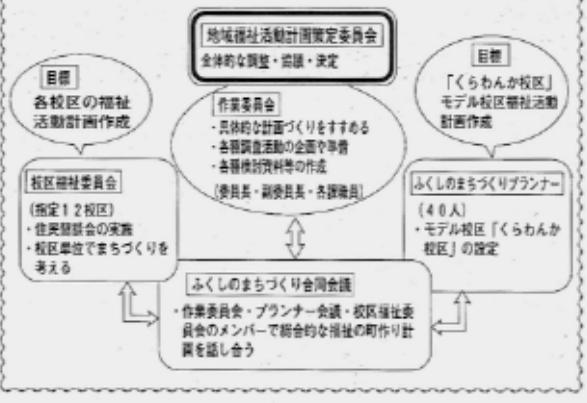 地域福祉活動計画策定委員会
全体的な調整・協議・決定
目標
各校区の福祉
活動計画作成
目標
「くらわんか校区」
モデル校区福祉活動
計画作成
作業委員会
・具体的な計画づくりをすすめる
・各種調査活動の企画や準備
・各種検討資料等の作成
(委員長・副委員長・各課職員)
校区福祉委員会
(指定12校区)
・住民懇談会の実施
・校区単位でまちづくりを
考える
ふくしのまちづくりプランナー
(40人)
・モデル校区「くらわんか
校区」の設定
ふくしのまちづくり合同会議
・作業委員会・プランナー会議・校区福祉委
員会のメンバーで総合的な福祉の町作り計
画を話し合う